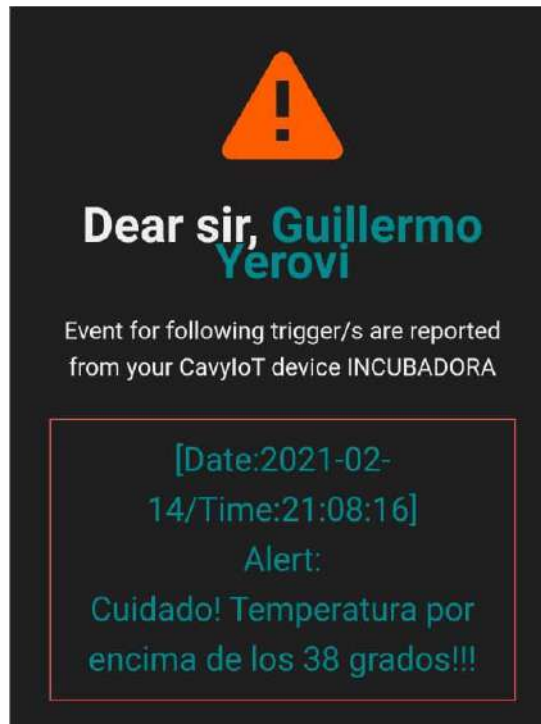 Dear sir, Guillermo
Yerovi
Event for following trigger/s are reported
from your CavyIoT device INCUBADORA
[Date:2021-02-
14/Time:21:08:16]
Alert:
Cuidado! Temperatura por
encima de los 38 grados!!!